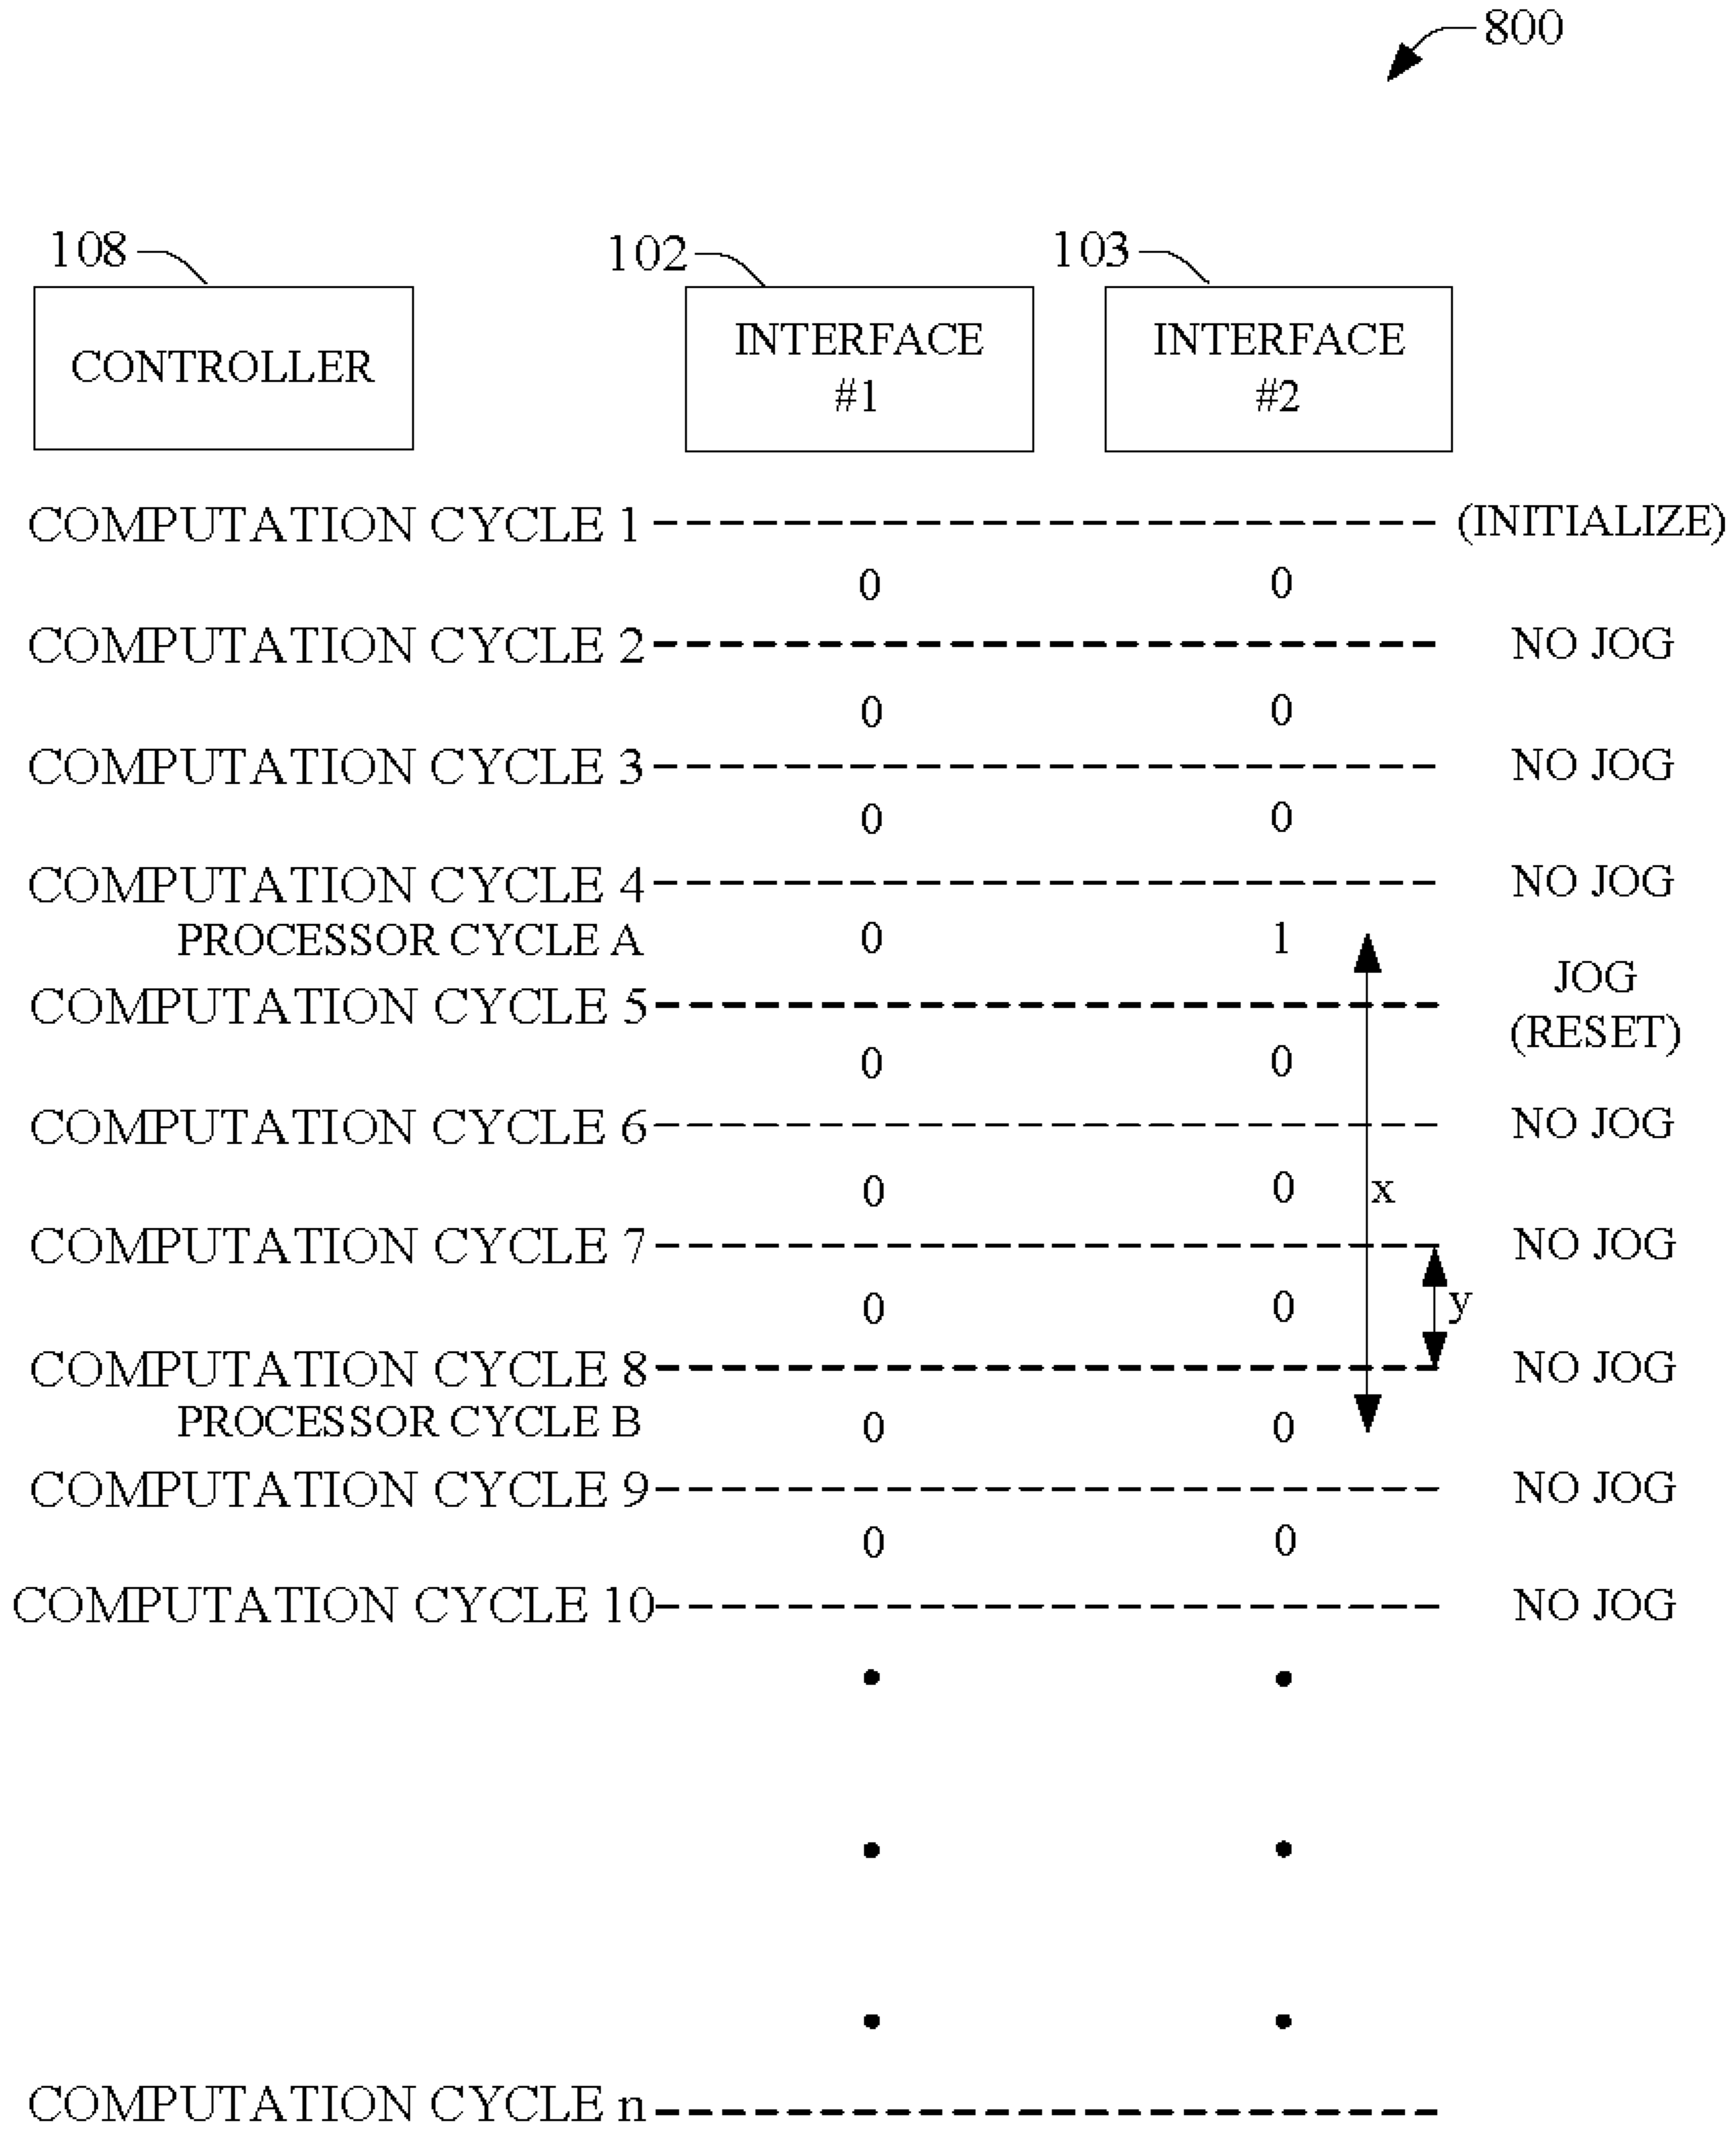 800
108 102 103
CONTROLLER
INTERFACE
#1
INTERFACE
#2
COMPUTATION CYCLE 1 (INITIALIZE)
0 0
COMPUTATION CYCLE 2 NO JOG
0 0
COMPUTATION CYCLE 3 NO JOG
0 0
COMPUTATION CYCLE 4 NO JOG
PROCESSOR CYCLE A 0 1
COMPUTATION CYCLE 5 JOG
(RESET)
0 0
COMPUTATION CYCLE 6 NO JOG
0 0 x
COMPUTATION CYCLE 7 NO JOG
0 0 y
COMPUTATION CYCLE 8 NO JOG
PROCESSOR CYCLE B 0 0
COMPUTATION CYCLE 9 NO JOG
0 0
COMPUTATION CYCLE 10 NO JOG
COMPUTATION CYCLE n